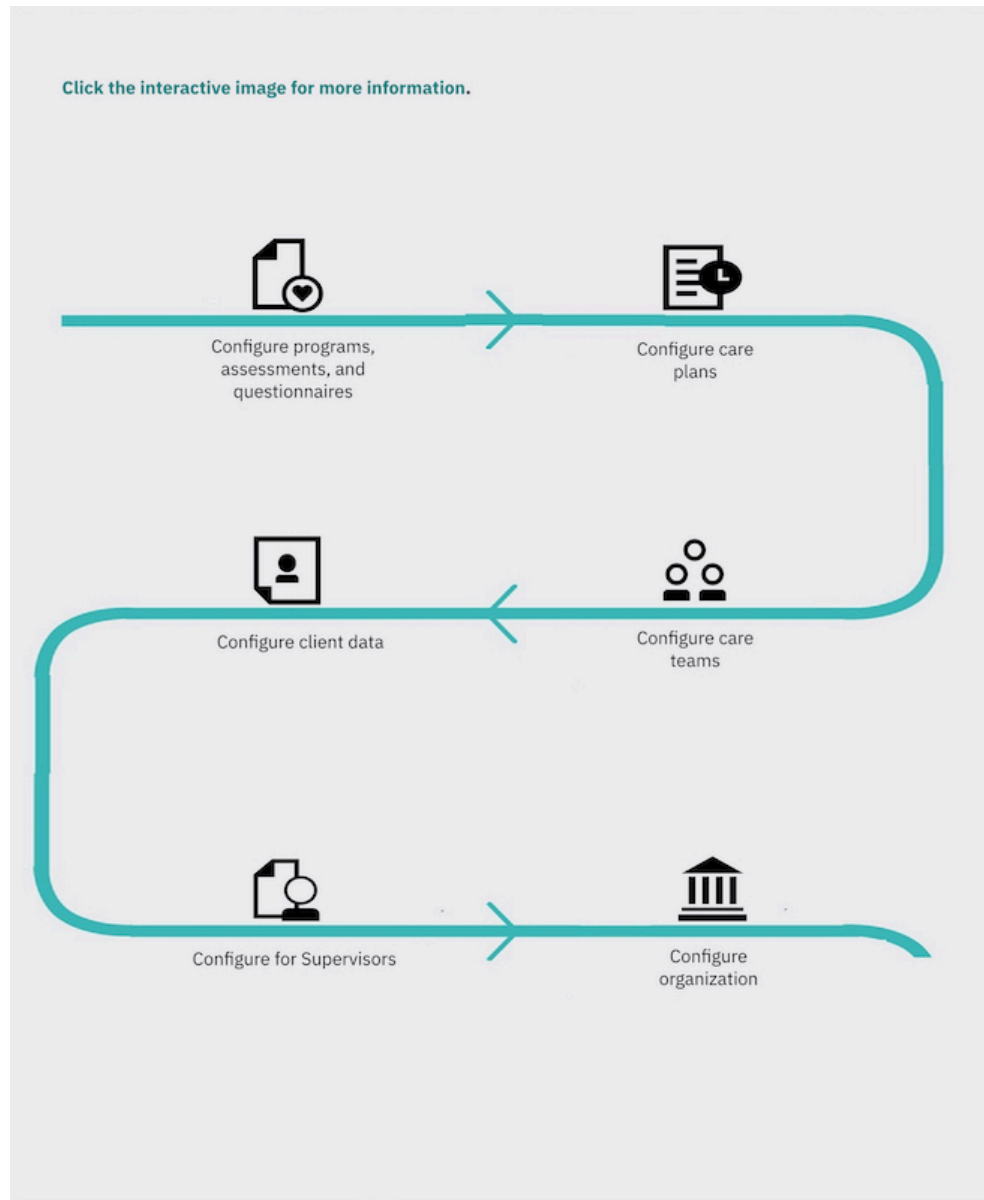 Click the interactive image for more information.
Configure programs,
assessments, and
questionnaires
Configure care
plans
Configure client data
Configure care
teams
Configure for Supervisors
Configure
organization